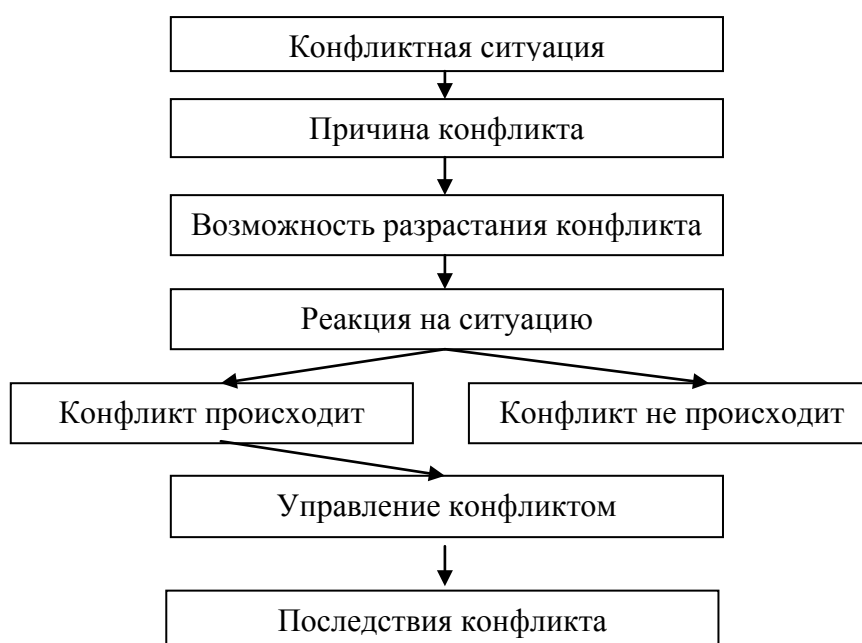 Конфликтная ситуация
Причина конфликта
Возможность разрастания конфликта
Реакция на ситуацию
Конфликт происходит
Конфликт не происходит
Управление конфликтом
Последствия конфликта